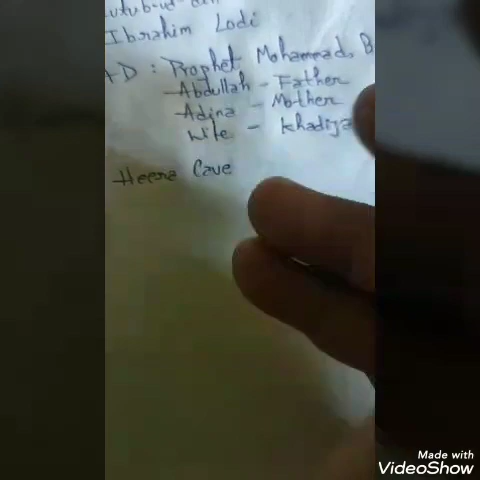 Ibrahim Lodi
AD : Prophet Mohammad, B
Abdullah - Father
Adina - Mother
Wife - Khadija
Heera Cave
Made with
VideoShow